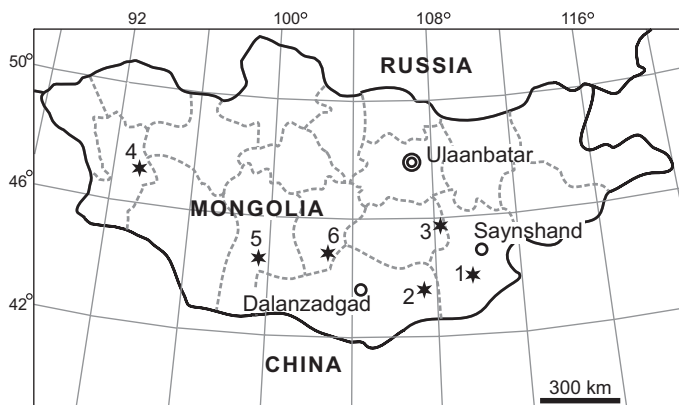 92 100° 108° 116°
50°
RUSSIA
4
Ulaanbatar
46°
MONGOLIA
3
Saynshand
5 6
1
2
Dalanzadgad
42°
CHINA
300 km